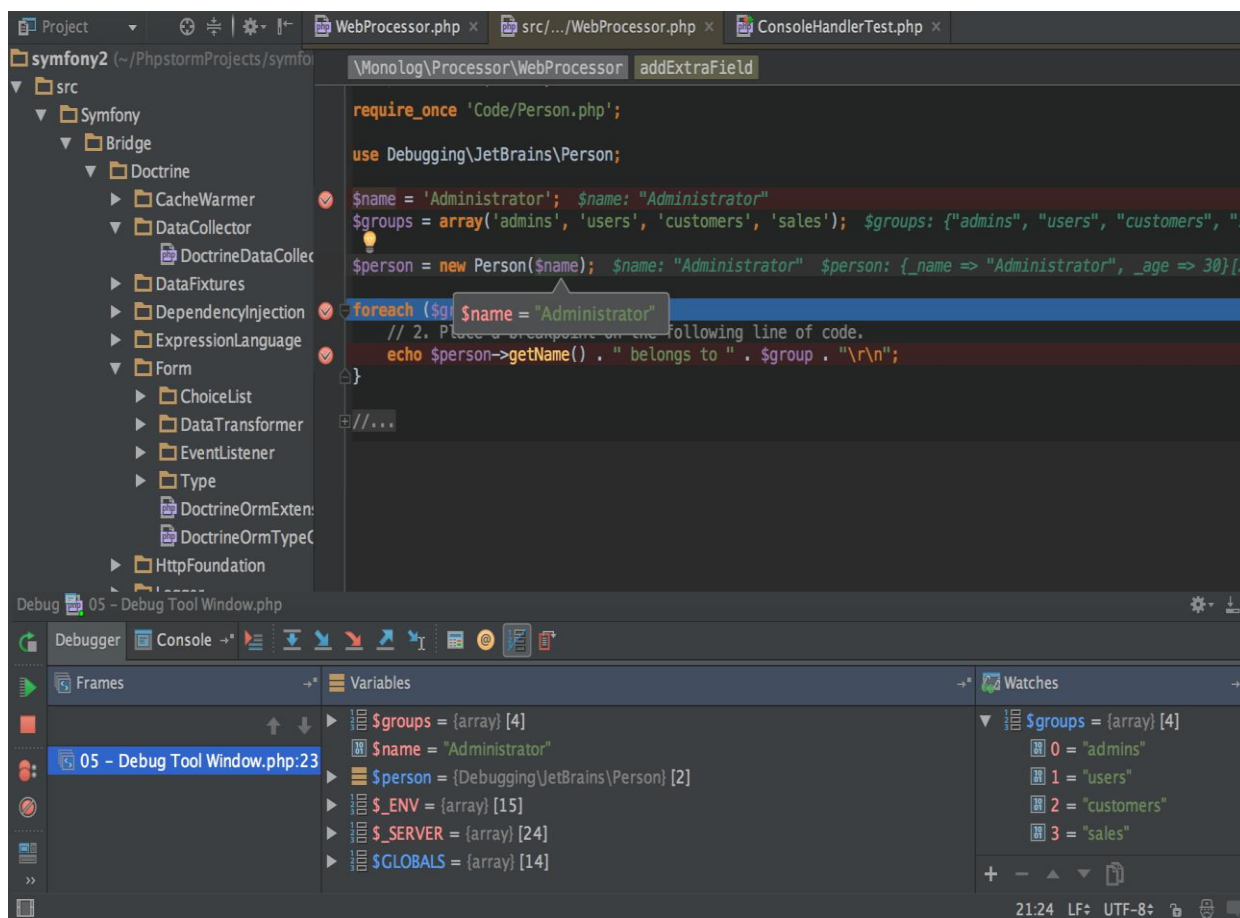 Project
WebProcessor.php ×
src/.../WebProcessor.php ×
ConsoleHandlerTest.php ×
symfony2 (~/PhpstormProjects/symfo
src
Symfony
Bridge
Doctrine
CacheWarmer
DataCollector
DoctrineDataCollec
DataFixtures
DependencyInjection
ExpressionLanguage
Form
ChoiceList
DataTransformer
EventListener
Type
DoctrineOrmExtens
DoctrineOrmTypeG
HttpFoundation
\Monolog\Processor\WebProcessor addExtraField
require_once 'Code/Person.php';
use Debugging\JetBrains\Person;
$name = 'Administrator'; $name: "Administrator"
$groups = array('admins', 'users', 'customers', 'sales'); $groups: {"admins", "users", "customers", "
$person = new Person($name); $name: "Administrator" $person: {_name => "Administrator", _age => 30}[
foreach ($gr
$name = "Administrator"
// 2. Place a breakpoint on the following line of code.
echo $person->getName() . " belongs to " . $group . "\r\n";
}
//...
Debug 05 – Debug Tool Window.php
Debugger Console
Frames
05 – Debug Tool Window.php:23
Variables
$groups = {array} [4]
$name = "Administrator"
$person = {Debugging\JetBrains\Person} [2]
$_ENV = {array} [15]
$_SERVER = {array} [24]
$GLOBALS = {array} [14]
Watches
$groups = {array} [4]
0 = "admins"
1 = "users"
2 = "customers"
3 = "sales"
21:24 LF UTF-8